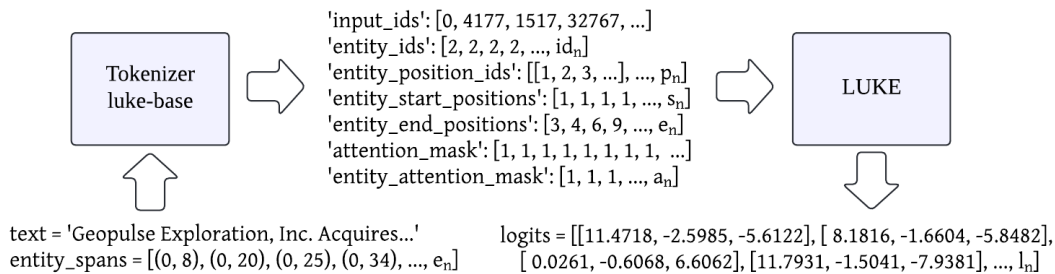 Tokenizer
luke-base
'input_ids': [0, 4177, 1517, 32767, ...]
'entity_ids': [2, 2, 2, 2, ..., idn]
'entity_position_ids': [[1, 2, 3, ...], ..., pn]
'entity_start_positions': [1, 1, 1, 1, ..., sn]
'entity_end_positions': [3, 4, 6, 9, ..., en]
'attention_mask': [1, 1, 1, 1, 1, 1, 1, 1,  ...]
'entity_attention_mask': [1, 1, 1, ..., an]
LUKE
text = 'Geopulse Exploration, Inc. Acquires...'
entity_spans = [(0, 8), (0, 20), (0, 25), (0, 34), ..., en]
logits = [[11.4718, -2.5985, -5.6122], [ 8.1816, -1.6604, -5.8482],
[ 0.0261, -0.6068, 6.6062], [11.7931, -1.5041, -7.9381], ..., ln]